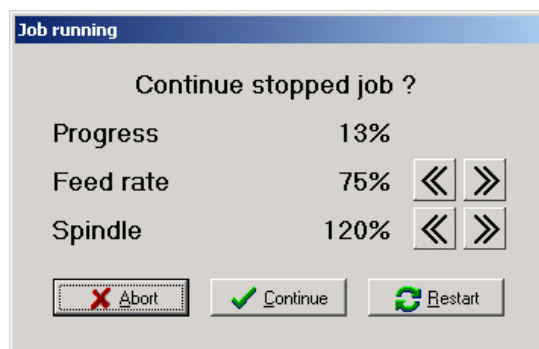 Job running
Continue stopped job ?
Progress 13%
Feed rate 75%
Spindle 120%
Abort Continue Restart